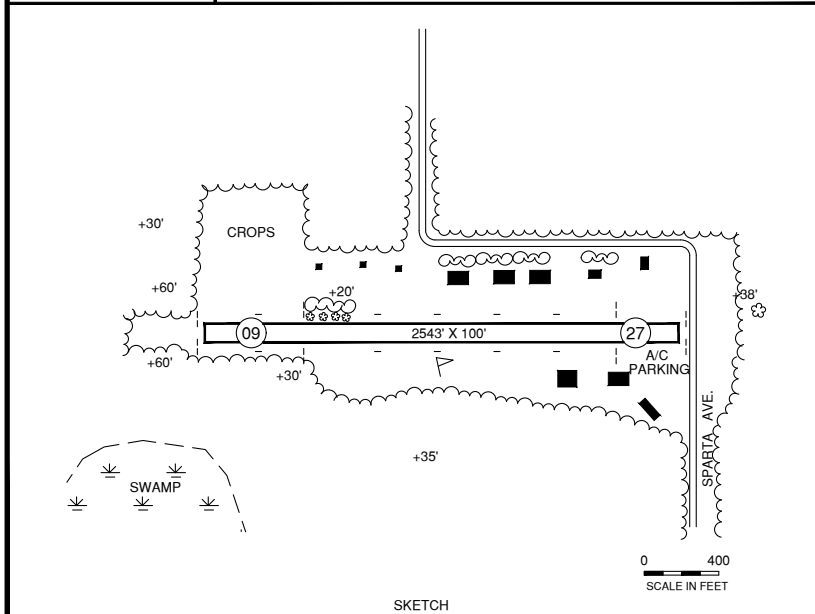 +30'
CROPS
+60'
+20'
+38'
09
2543' X 100'
27
A/C
PARKING
+60'
+30'
SPARTA AVE.
+35'
SWAMP
0 400
SCALE IN FEET
SKETCH